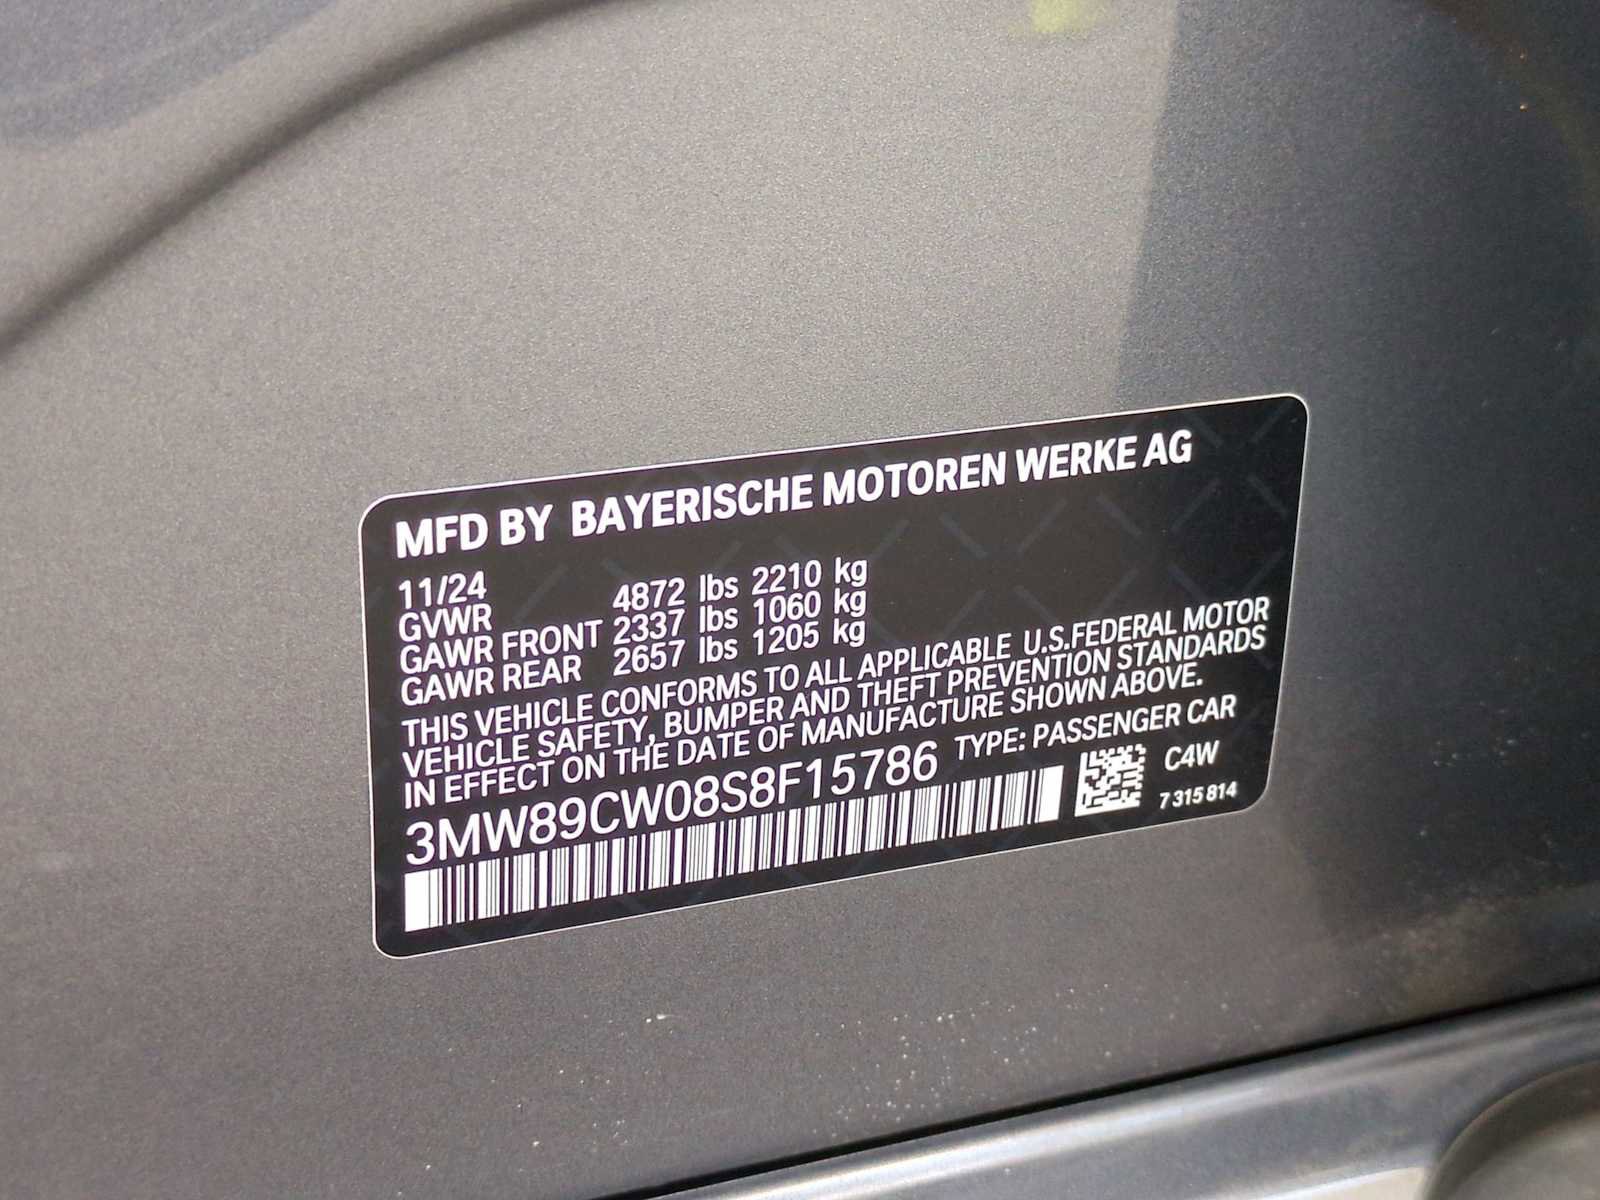 MFD BY BAYERISCHE MOTOREN WERKE AG
11/24
GVWR 4872 lbs 2210 kg
GAWR FRONT 2337 lbs 1060 kg
GAWR REAR 2657 lbs 1205 kg
THIS VEHICLE CONFORMS TO ALL APPLICABLE U.S.FEDERAL MOTOR
VEHICLE SAFETY, BUMPER AND THEFT PREVENTION STANDARDS
IN EFFECT ON THE DATE OF MANUFACTURE SHOWN ABOVE.
3MW89CW08S8F15786 TYPE: PASSENGER CAR
C4W
7 315 814